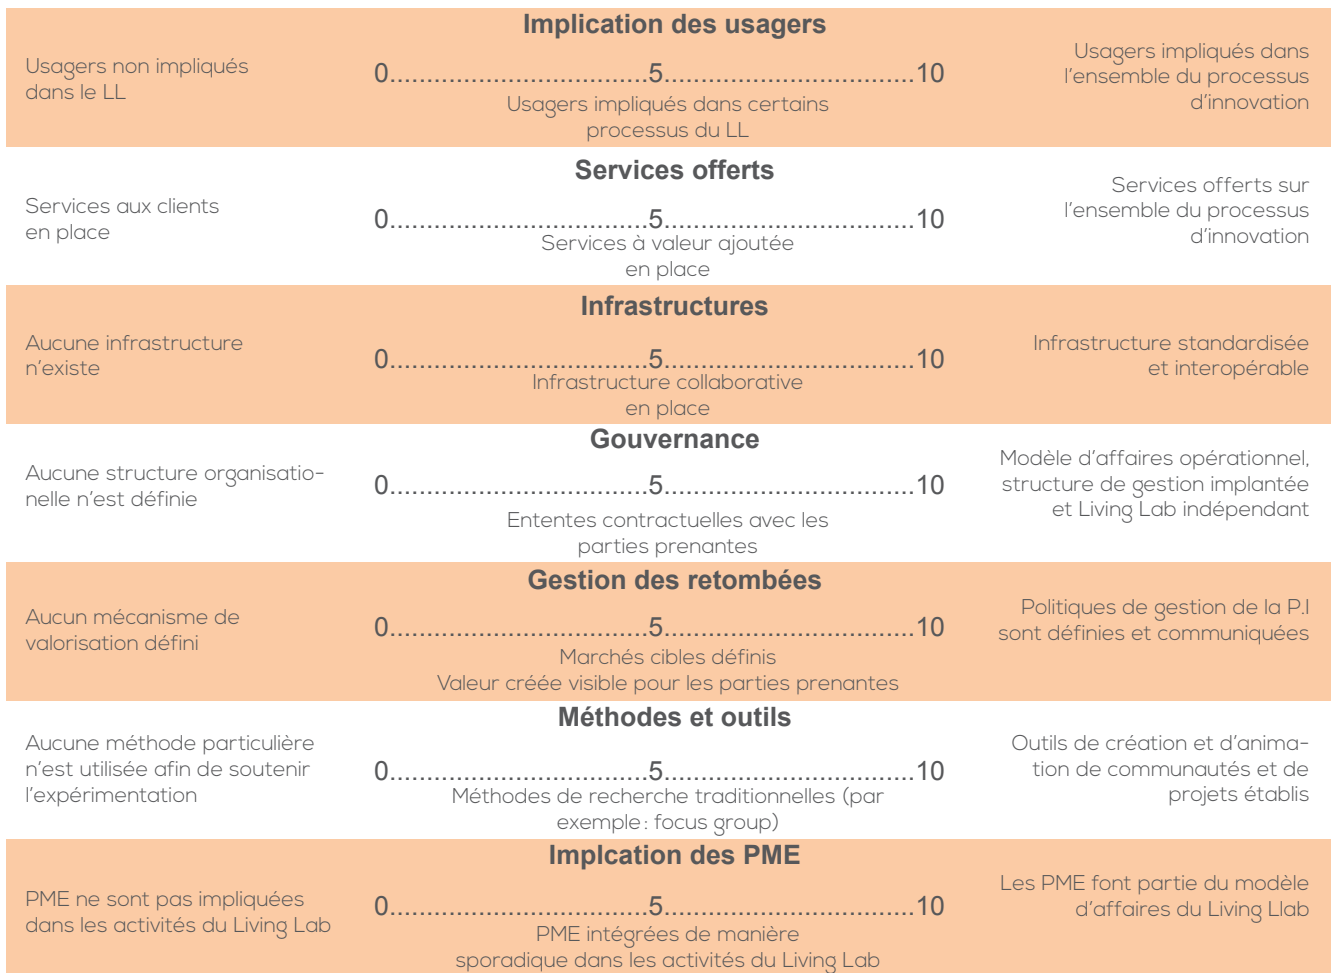 Implication des usagers
Usagers non impliqués
dans le LL
0...................................5.................................10
Usagers impliqués dans certains
processus du LL
Usagers impliqués dans
l'ensemble du processus
d'innovation
Services offerts
Services aux clients
en place
0...................................5.................................10
Services à valeur ajoutée
en place
Services offerts sur
l'ensemble du processus
d'innovation
Infrastructures
Aucune infrastructure
n'existe
0...................................5.................................10
Infrastructure collaborative
en place
Infrastructure standardisée
et interopérable
Gouvernance
Aucune structure organisatio-
nelle n'est définie
0...................................5.................................10
Ententes contractuelles avec les
parties prenantes
Modèle d'affaires opérationnel,
structure de gestion implantée
et Living Lab indépendant
Gestion des retombées
Aucun mécanisme de
valorisation défini
0...................................5.................................10
Marchés cibles définis
Valeur créée visible pour les parties prenantes
Politiques de gestion de la P.I
sont définies et communiquées
Méthodes et outils
Aucune méthode particulière
n'est utilisée afin de soutenir
l'expérimentation
0...................................5.................................10
Méthodes de recherche traditionnelles (par
exemple : focus group)
Outils de création et d'anima-
tion de communautés et de
projets établis
Implcation des PME
PME ne sont pas impliquées
dans les activités du Living Lab
0...................................5.................................10
PME intégrées de manière
sporadique dans les activités du Living Lab
Les PME font partie du modèle
d'affaires du Living Llab